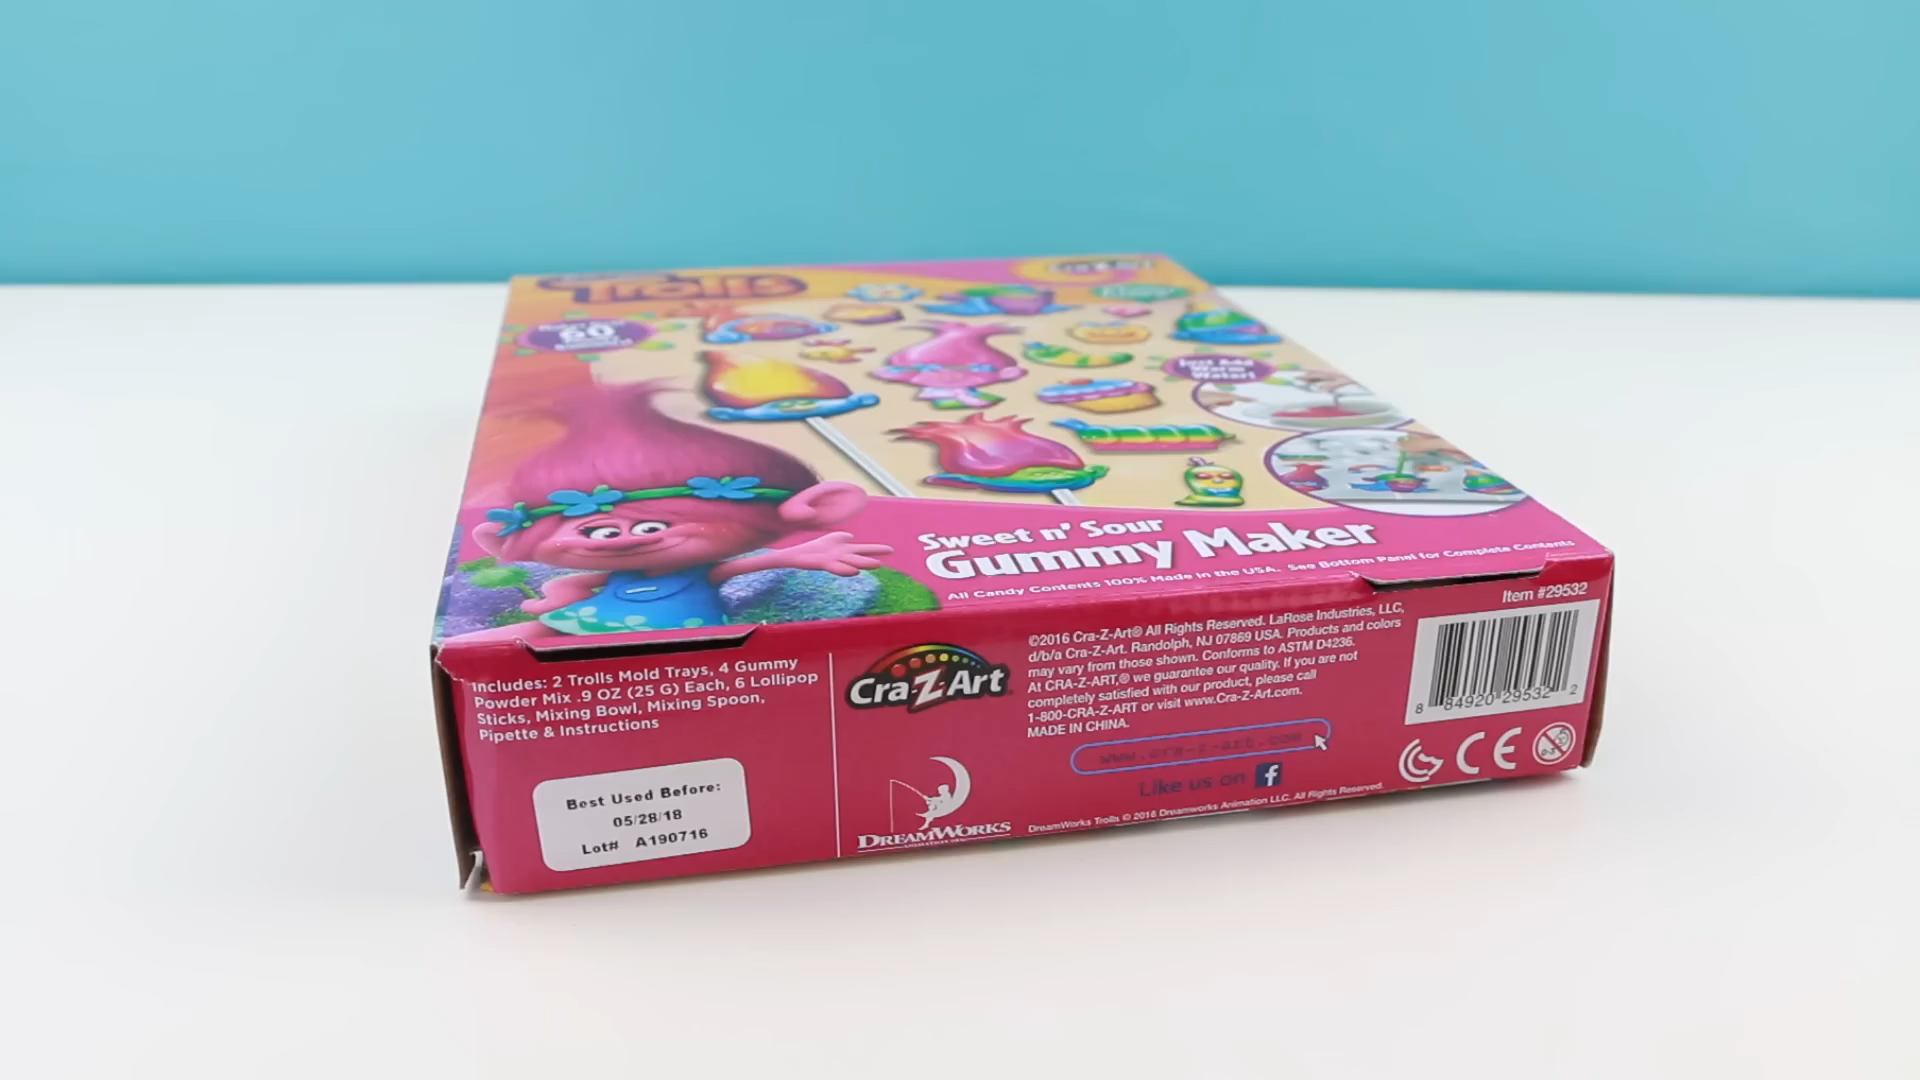 Trolls
60
Just Add
Warm
Water!
Sweet n' Sour
Gummy Maker
All Candy Contents 100% Made in the USA. See Bottom Panel for Complete Contents
Includes: 2 Trolls Mold Trays, 4 Gummy
Powder Mix .9 OZ (25 G) Each, 6 Lollipop
Sticks, Mixing Bowl, Mixing Spoon,
Pipette & Instructions
Best Used Before:
05/28/18
Lot# A190716
Cra-Z-Art
DREAMWORKS
©2016 Cra-Z-Art® All Rights Reserved. LaRose Industries, LLC,
d/b/a Cra-Z-Art. Randolph, NJ 07869 USA. Products and colors
may vary from those shown. Conforms to ASTM D4236.
At CRA-Z-ART,® we guarantee our quality. If you are not
completely satisfied with our product, please call
1-800-CRA-Z-ART or visit www.Cra-Z-Art.com.
MADE IN CHINA.
www.cra-z-art.com
Like us on f
DreamWorks Trolls © 2016 Dreamworks Animation LLC. All Rights Reserved.
Item #29532
8 84920 29532 2
CE
0-3